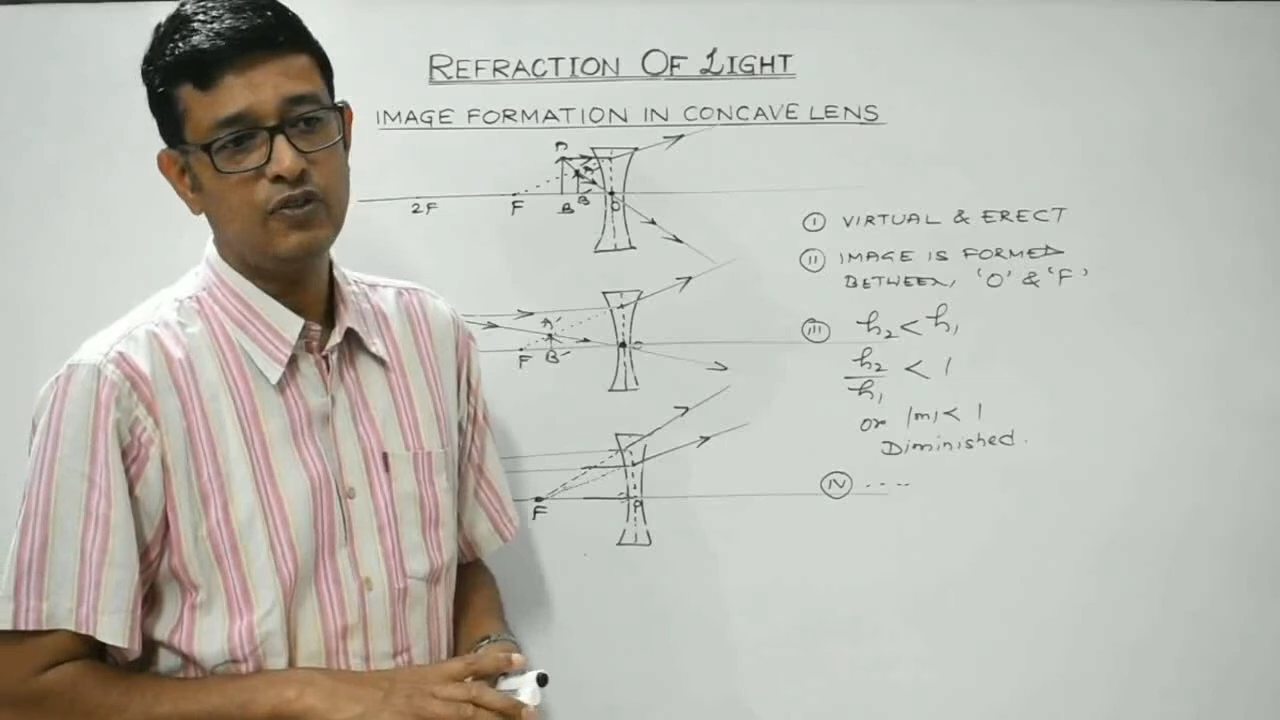 REFRACTION OF LIGHT
IMAGE FORMATION IN CONCAVE LENS
A
A'
2F F B B' O
① VIRTUAL & ERECT
② IMAGE IS FORMED
BETWEEN, 'O' & 'F'
A'
F B' O
③ h₂ < h₁
h₂/h₁ < 1
or |m| < 1
Diminished.
F
④ ....